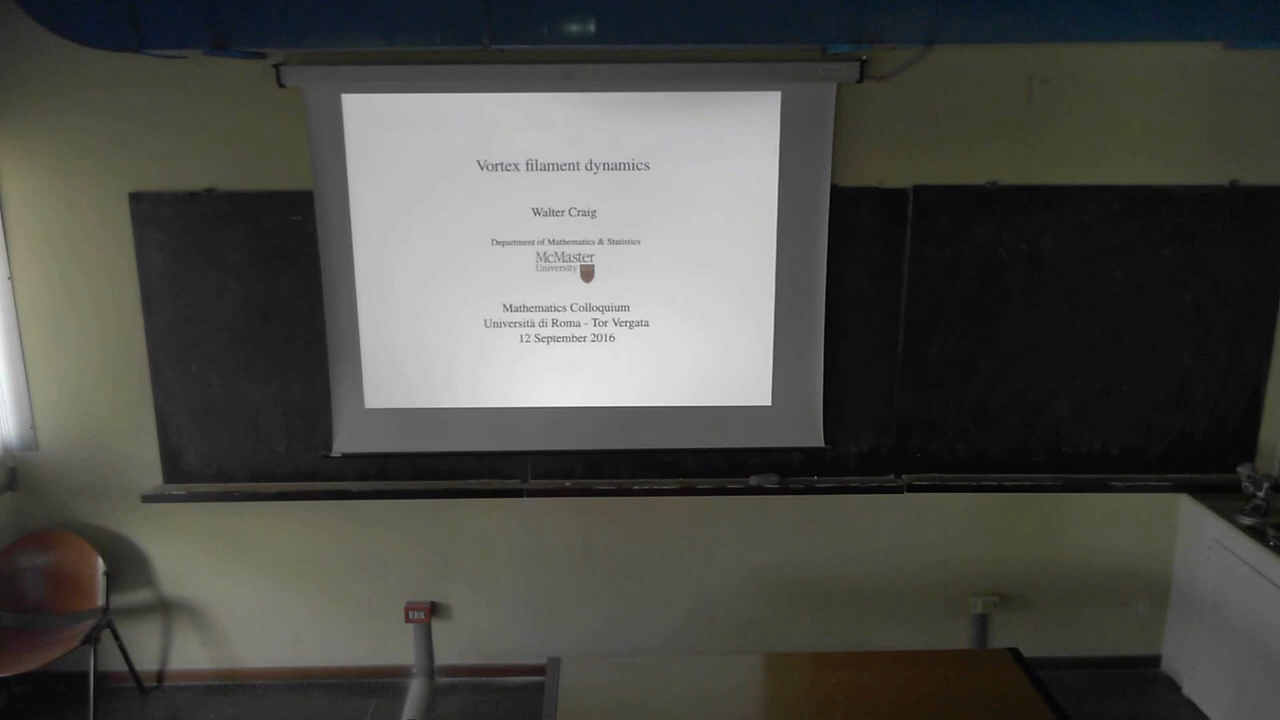 Vortex filament dynamics
Walter Craig
Department of Mathematics & Statistics
McMaster
University
Mathematics Colloquium
Università di Roma - Tor Vergata
12 September 2016